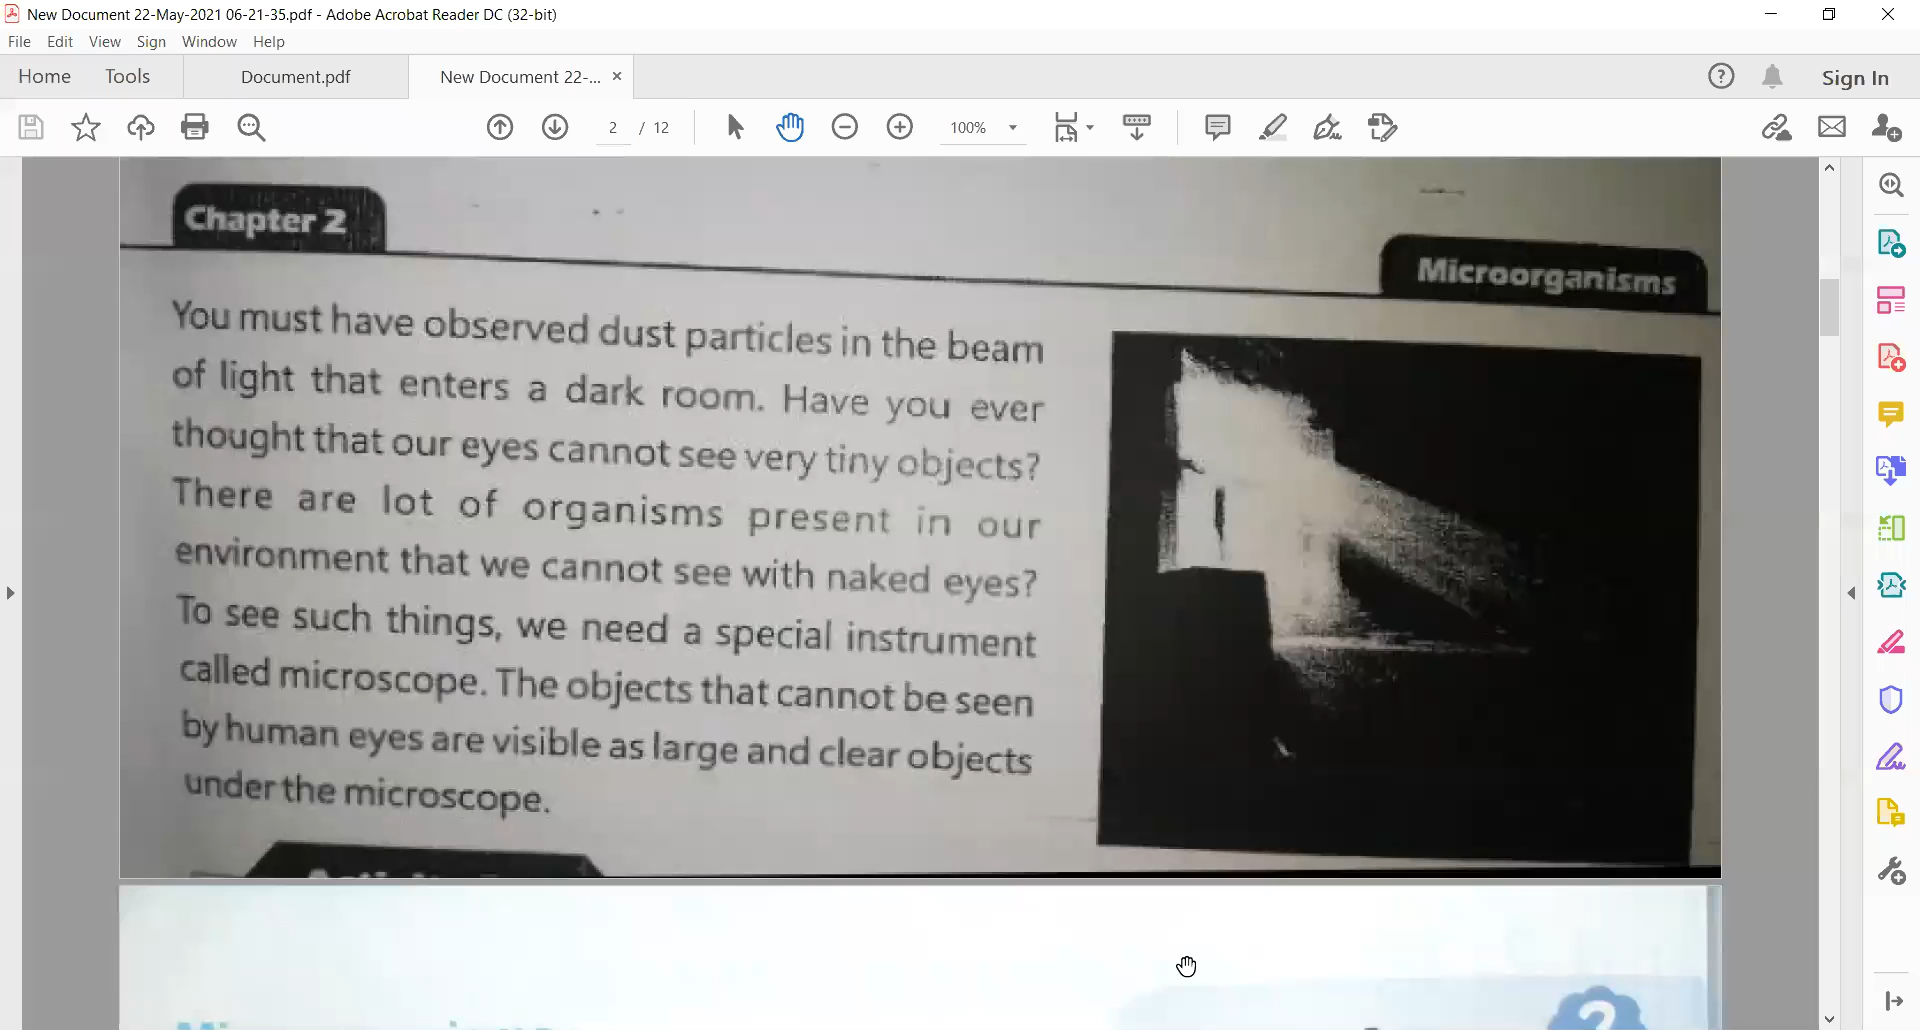 New Document 22-May-2021 06-21-35.pdf - Adobe Acrobat Reader DC (32-bit)
File Edit View Sign Window Help
Home Tools Document.pdf New Document 22-... ×
Sign In
2 / 12 100%
Chapter 2
Microorganisms
You must have observed dust particles in the beam
of light that enters a dark room. Have you ever
thought that our eyes cannot see very tiny objects?
There are lot of organisms present in our
environment that we cannot see with naked eyes?
To see such things, we need a special instrument
called microscope. The objects that cannot be seen
by human eyes are visible as large and clear objects
under the microscope.
?